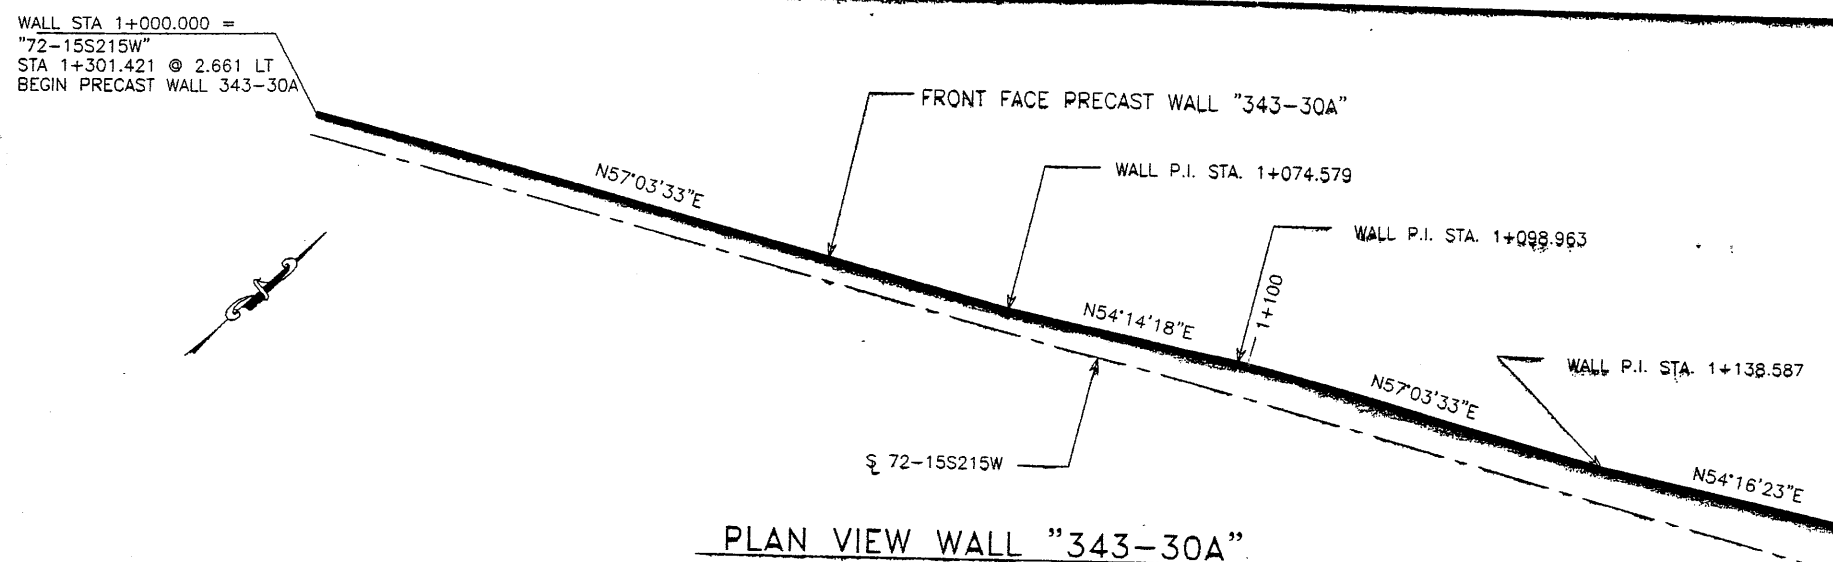 WALL STA 1+000.000 =
"72-15S215W"
STA 1+301.421 @ 2.661 LT
BEGIN PRECAST WALL 343-30A
FRONT FACE PRECAST WALL "343-30A"
WALL P.I. STA. 1+074.579
N57°03'33"E
WALL P.I. STA. 1+098.963
1+100
N54°14'18"E
WALL P.I. STA. 1+138.587
N57°03'33"E
℄ 72-15S215W
N54°16'23"E
PLAN VIEW WALL "343-30A"